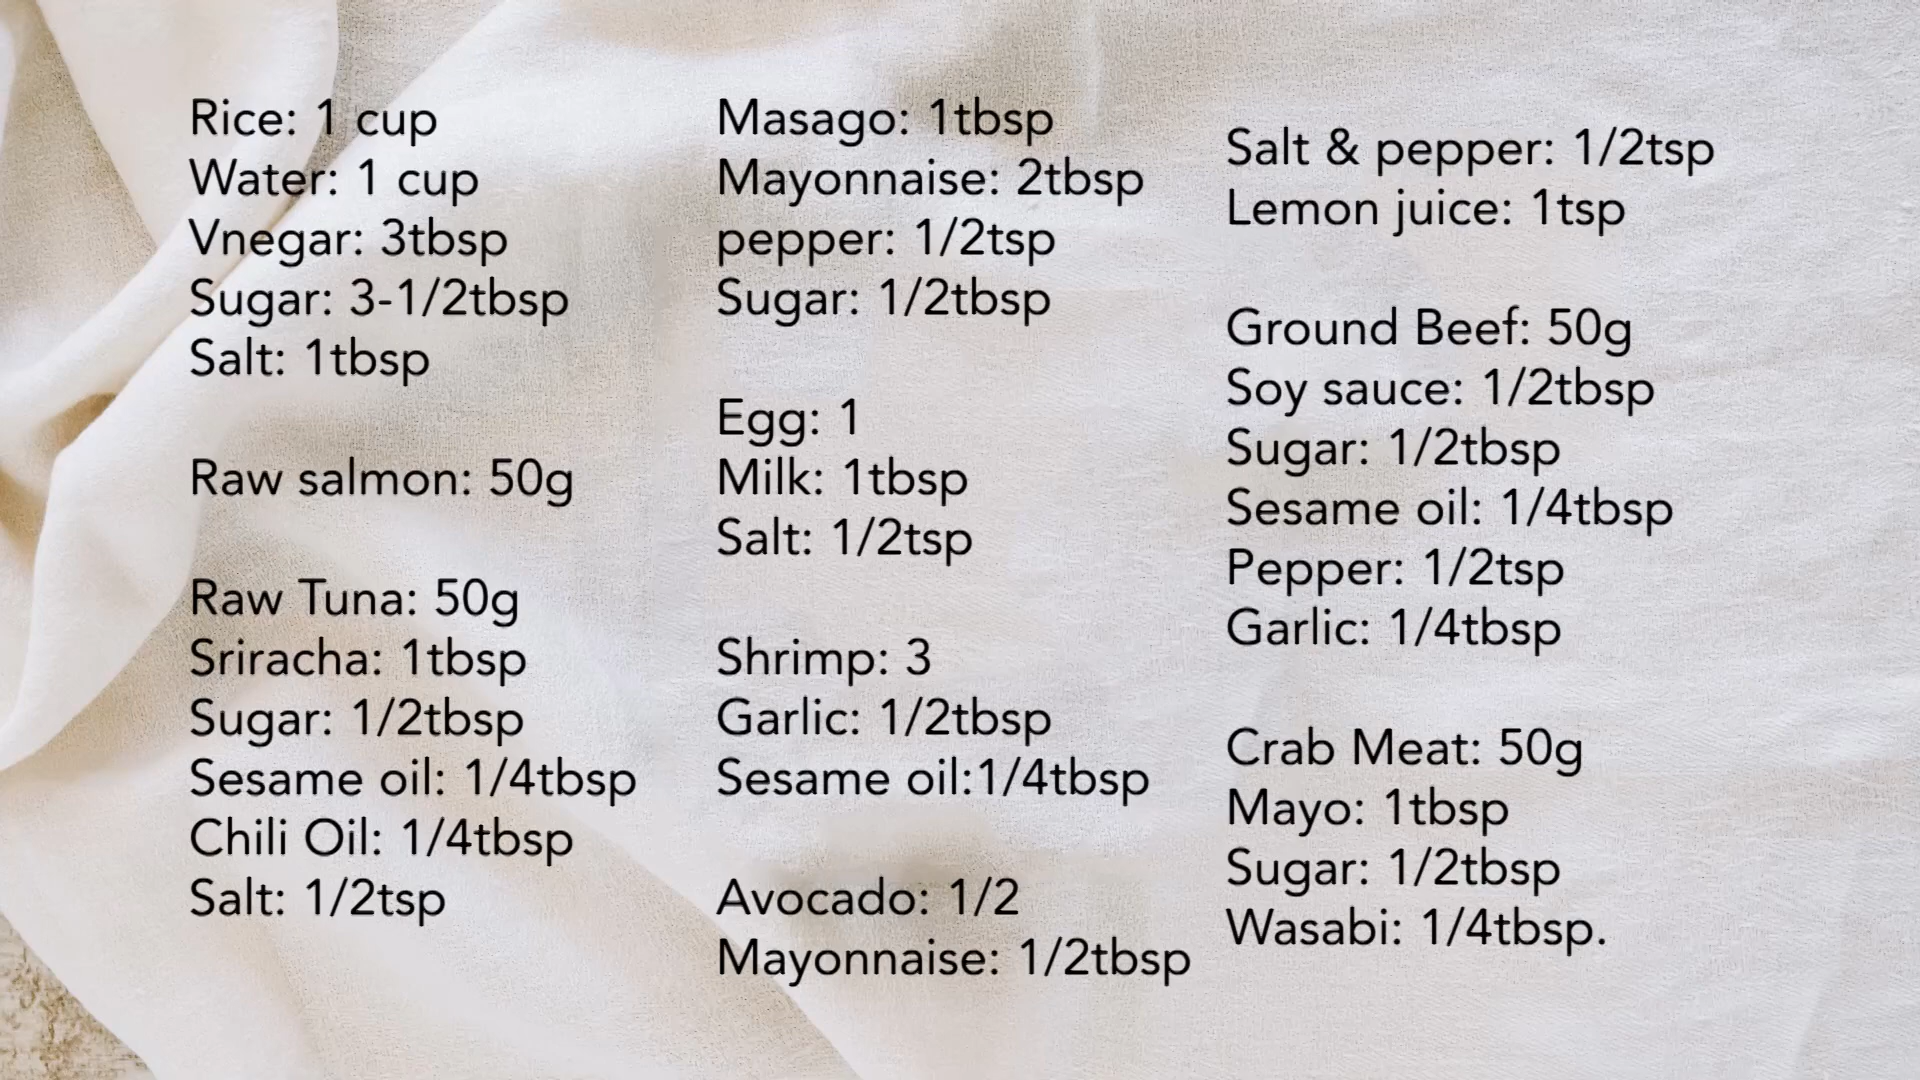 Rice: 1 cup
Water: 1 cup
Vnegar: 3tbsp
Sugar: 3-1/2tbsp
Salt: 1tbsp
Raw salmon: 50g
Raw Tuna: 50g
Sriracha: 1tbsp
Sugar: 1/2tbsp
Sesame oil: 1/4tbsp
Chili Oil: 1/4tbsp
Salt: 1/2tsp
Masago: 1tbsp
Mayonnaise: 2tbsp
pepper: 1/2tsp
Sugar: 1/2tbsp
Egg: 1
Milk: 1tbsp
Salt: 1/2tsp
Shrimp: 3
Garlic: 1/2tbsp
Sesame oil:1/4tbsp
Avocado: 1/2
Mayonnaise: 1/2tbsp
Salt & pepper: 1/2tsp
Lemon juice: 1tsp
Ground Beef: 50g
Soy sauce: 1/2tbsp
Sugar: 1/2tbsp
Sesame oil: 1/4tbsp
Pepper: 1/2tsp
Garlic: 1/4tbsp
Crab Meat: 50g
Mayo: 1tbsp
Sugar: 1/2tbsp
Wasabi: 1/4tbsp.